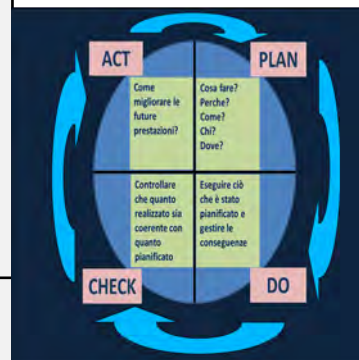 ACT
PLAN
Come
migliorare le
future
prestazioni?
Cosa fare?
Perche?
Come?
Chi?
Dove?
Controllare
che quanto
realizzato sia
coerente con
quanto
pianificato
Eseguire ciò
che è stato
pianificato e
gestire le
conseguenze
CHECK
DO